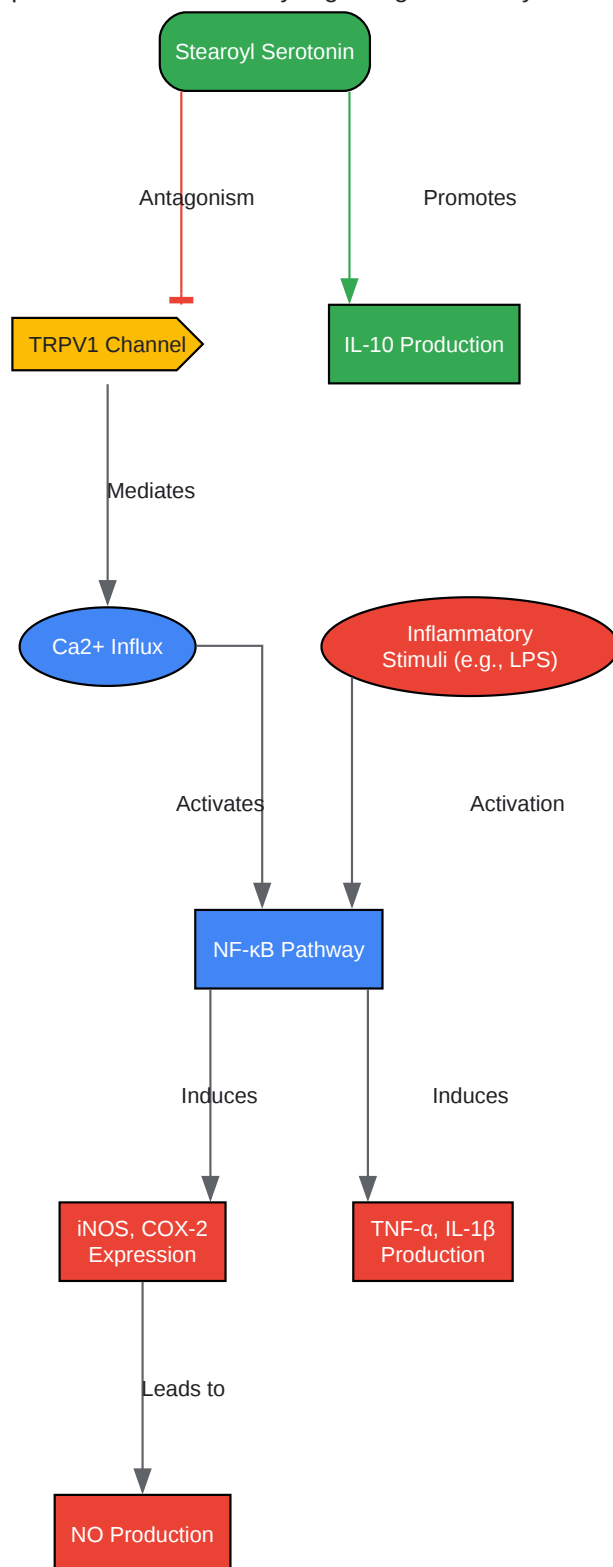 Stearoyl Serotonin
Antagonism
Promotes
TRPV1 Channel
IL-10 Production
Mediates
Ca2+ Influx
Inflammatory
Stimuli (e.g., LPS)
Activates
Activation
NF-κB Pathway
Induces
Induces
iNOS, COX-2
Expression
TNF-α, IL-1β
Production
Leads to
NO Production